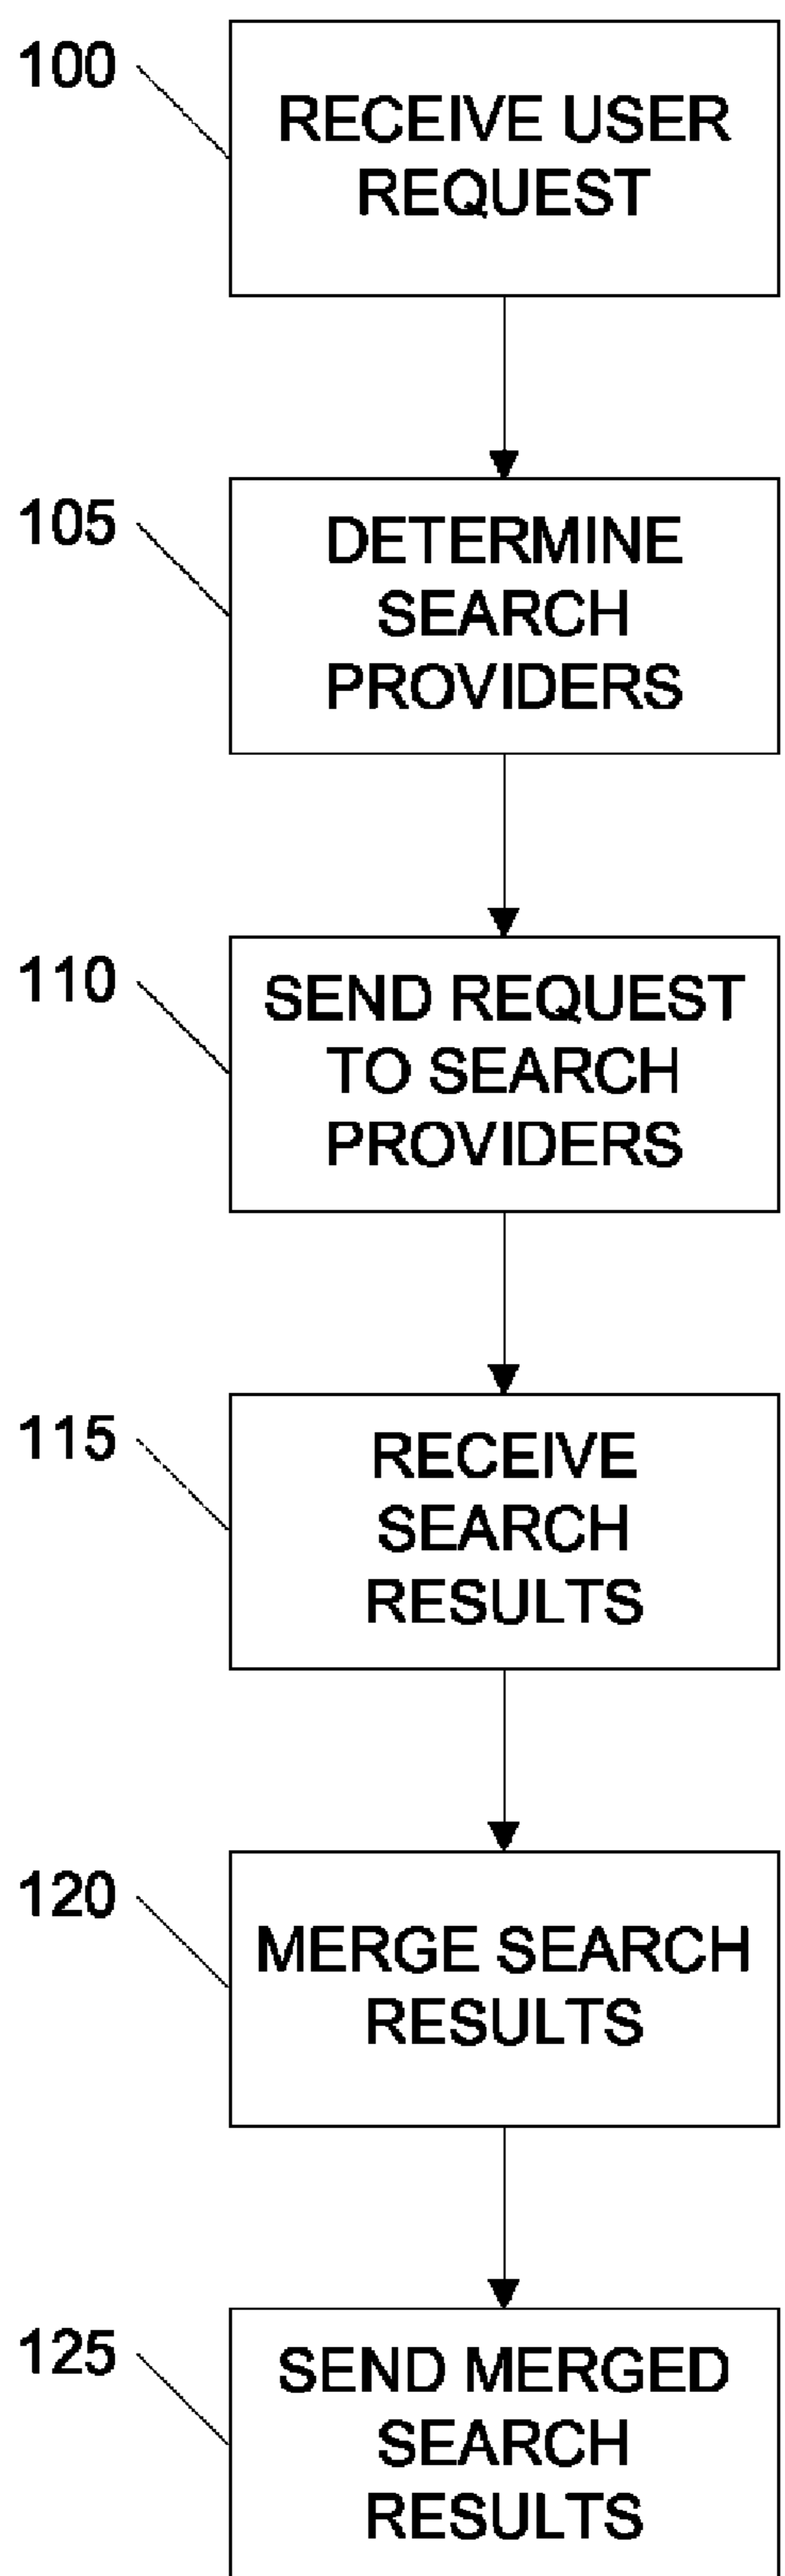 100
RECEIVE USER
REQUEST
105
DETERMINE
SEARCH
PROVIDERS
110
SEND REQUEST
TO SEARCH
PROVIDERS
115
RECEIVE
SEARCH
RESULTS
120
MERGE SEARCH
RESULTS
125
SEND MERGED
SEARCH
RESULTS